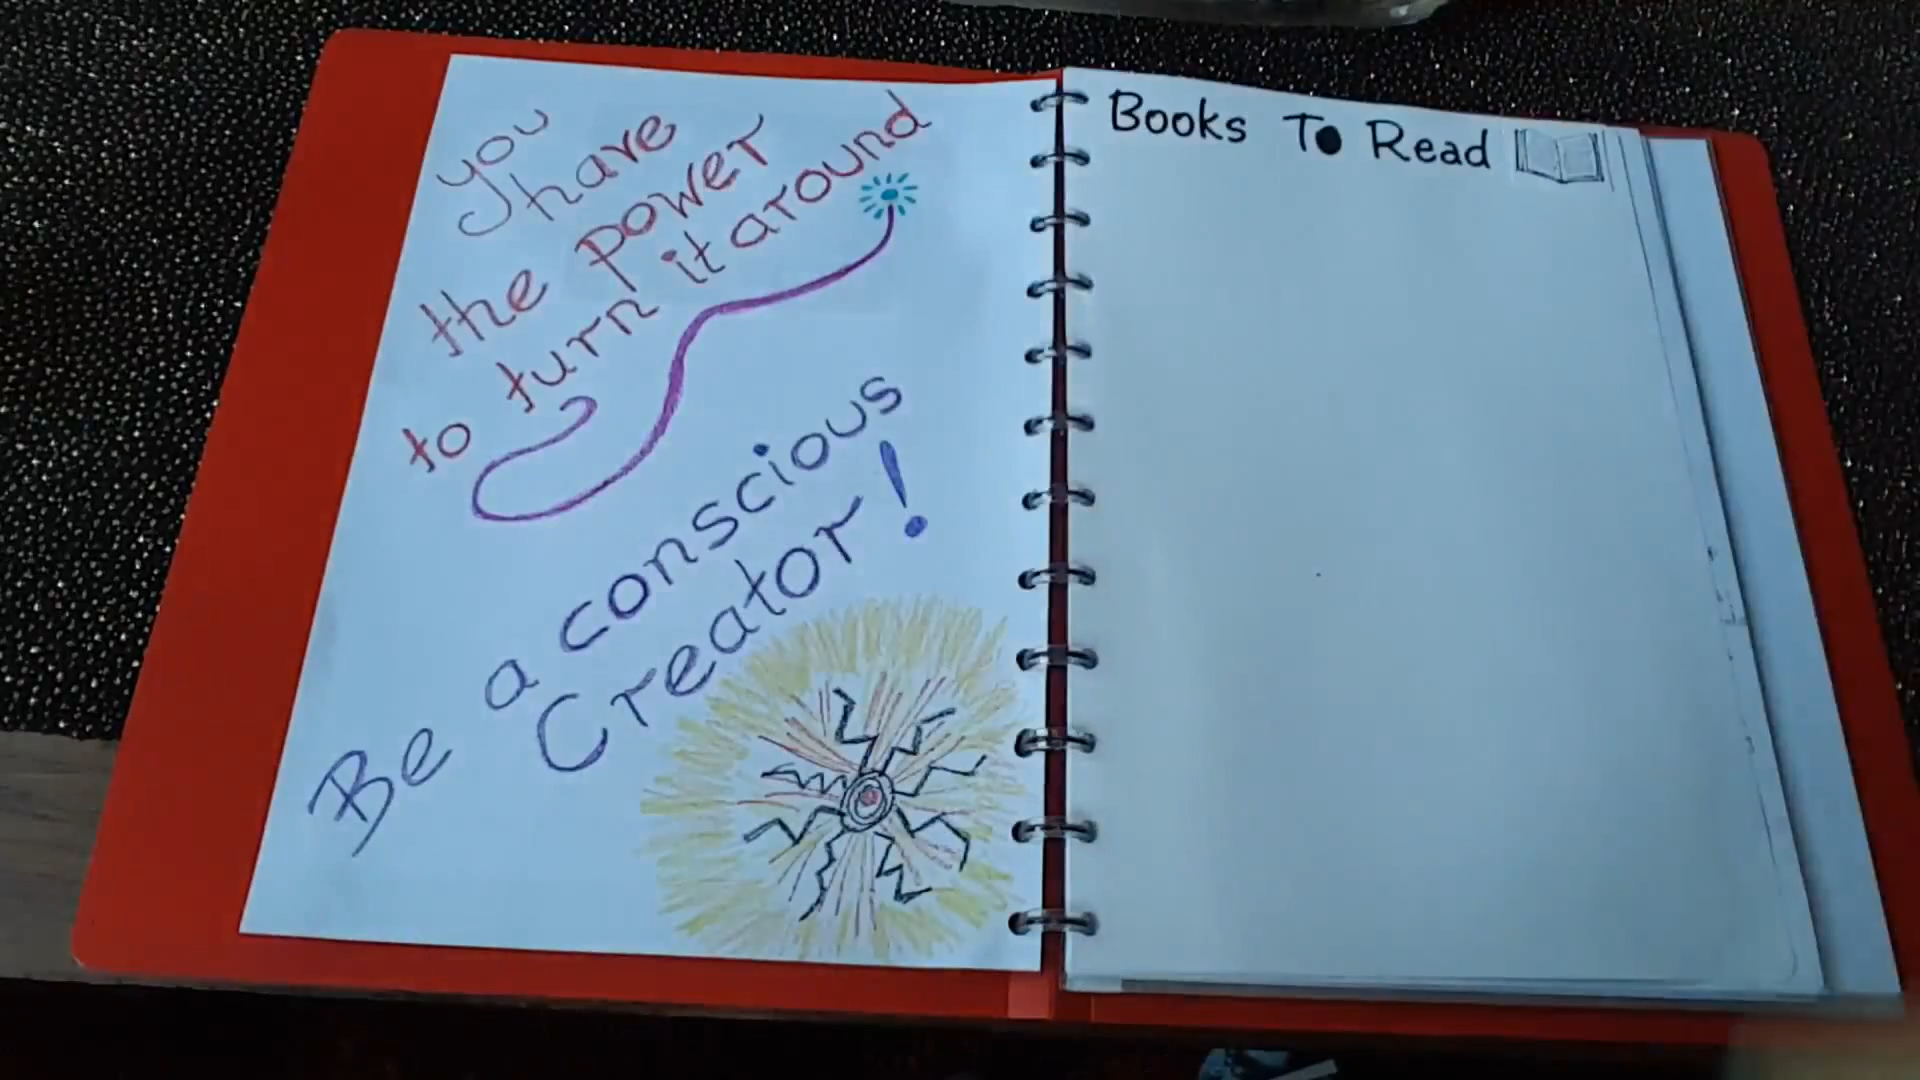 you
have
the power
to turn it around
Be a conscious
Creator!
Books To Read